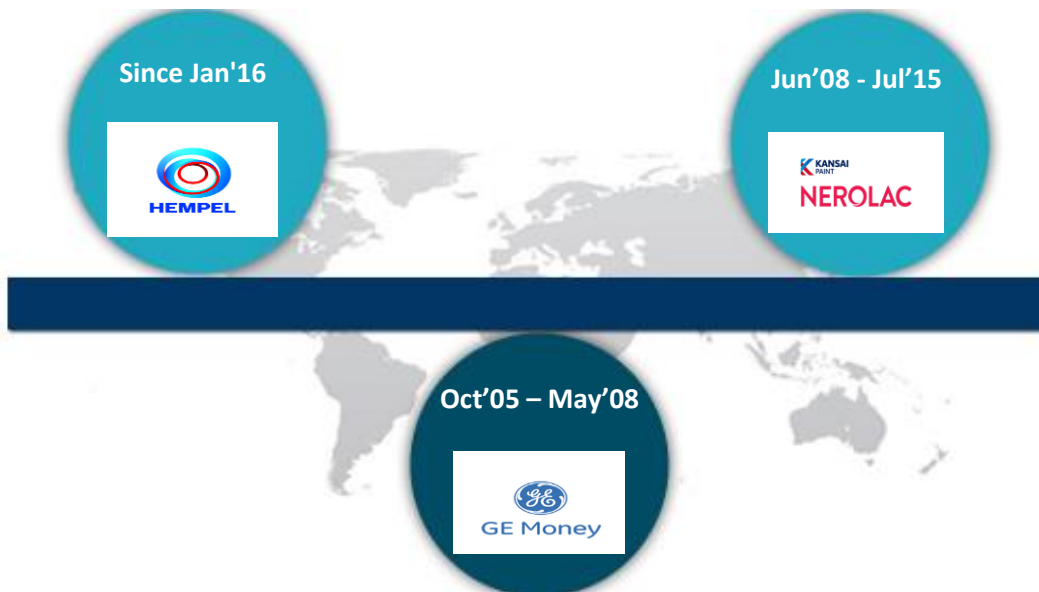 Since Jan'16
HEMPEL
Jun’08 - Jul’15
KANSAI
PAINT
NEROLAC
Oct’05 – May’08
GE
GE Money